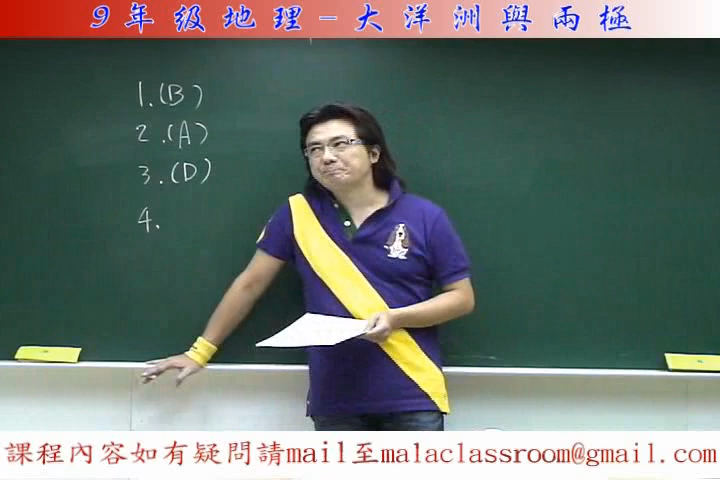 9年級地理-大洋洲與兩極
1.(B)
2.(A)
3.(D)
4.
課程內容如有疑問請mail至malaclassroom@gmail.com